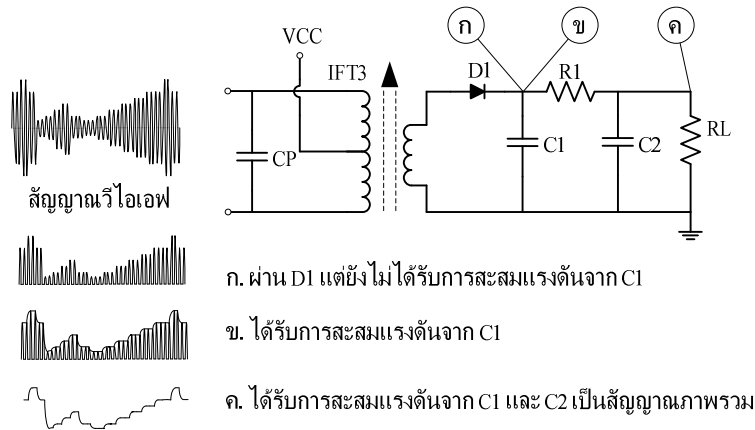 ก
ข
ค
VCC
IFT3
D1
R1
CP
C1
C2
RL
สัญญาณวีไอเอฟ
ก. ผ่าน D1 แต่ยังไม่ได้รับการสะสมแรงดันจาก C1
ข. ได้รับการสะสมแรงดันจาก C1
ค. ได้รับการสะสมแรงดันจาก C1 และ C2 เป็นสัญญาณภาพรวม